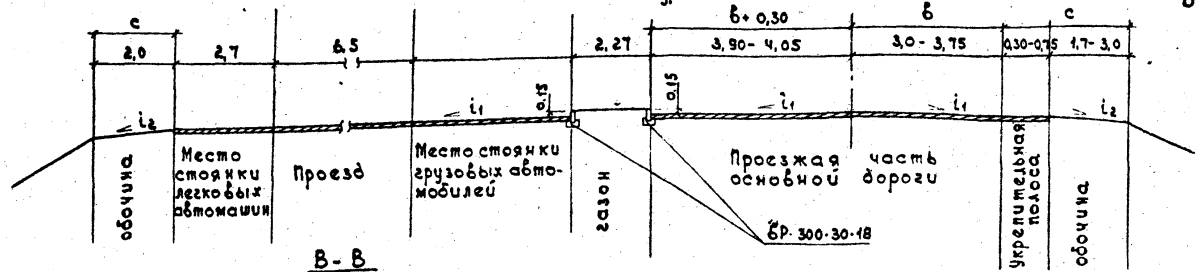 в + 0,30
в
с
с
2,0
2,7
2,27
3,90 - 4,05
3,0 - 3,75
0,30-0,75
1,7- 3,0
0,15
0,15
i₂
i₁
i₁
i₁
i₂
обочина
Место
стоянки
легковых
автомашин
Проезд
Место стоянки
грузовых авто-
мобилей
газон
Проезжая часть
основной дороги
Укрепительная
полоса
обочина
БР. 300.30.18
В - В